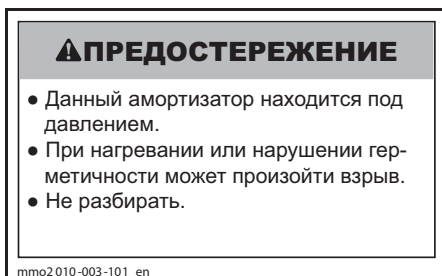 ⚠ПРЕДОСТЕРЕЖЕНИЕ
● Данный амортизатор находится под
давлением.
● При нагревании или нарушении гер-
метичности может произойти взрыв.
● Не разбирать.
mmo2010-003-101_en